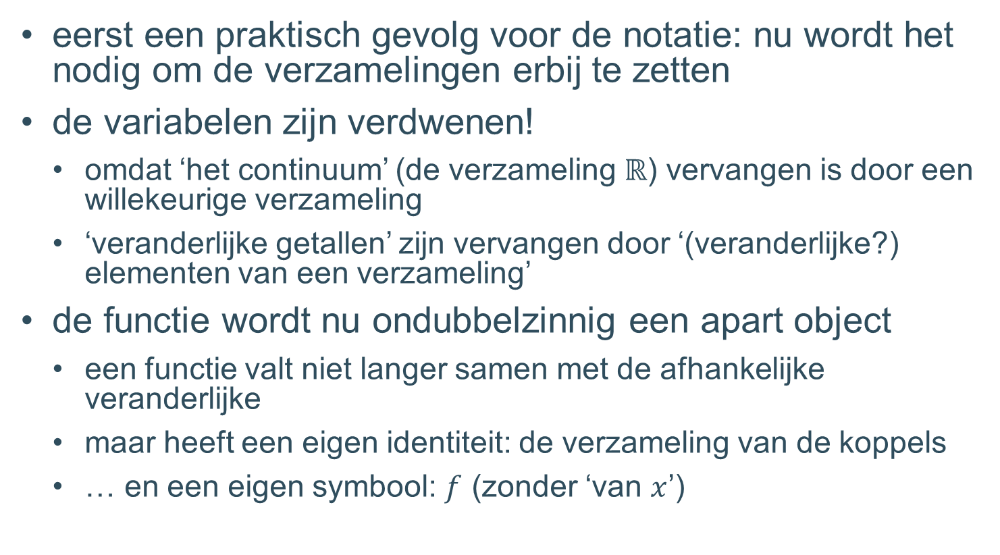 • eerst een praktisch gevolg voor de notatie: nu wordt het
nodig om de verzamelingen erbij te zetten
• de variabelen zijn verdwenen!
• omdat ‘het continuum’ (de verzameling ℝ) vervangen is door een
willekeurige verzameling
• ‘veranderlijke getallen’ zijn vervangen door ‘(veranderlijke?)
elementen van een verzameling’
• de functie wordt nu ondubbelzinnig een apart object
• een functie valt niet langer samen met de afhankelijke
veranderlijke
• maar heeft een eigen identiteit: de verzameling van de koppels
• … en een eigen symbool: 𝑓 (zonder ‘van 𝑥’)